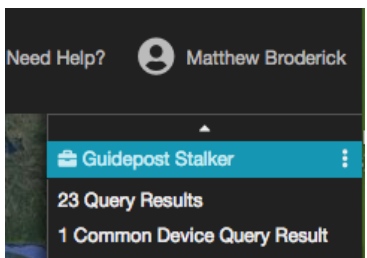 Need Help? Matthew Broderick
Guidepost Stalker
23 Query Results
1 Common Device Query Result